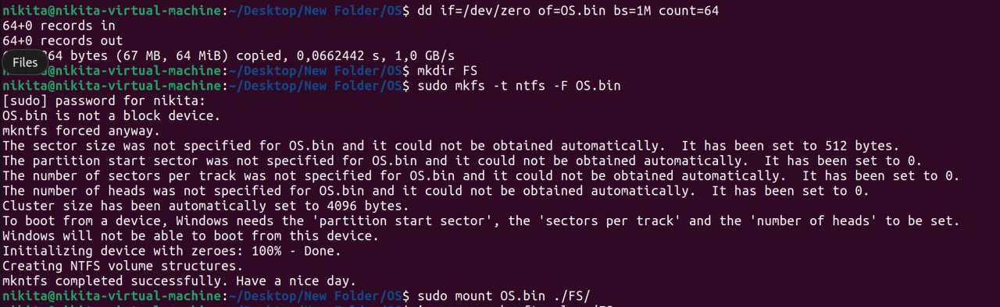 nikita@nikita-virtual-machine:~/Desktop/New Folder/OS$ dd if=/dev/zero of=OS.bin bs=1M count=64
64+0 records in
64+0 records out
64 bytes (67 MB, 64 MiB) copied, 0,0662442 s, 1,0 GB/s
Files
@nikita-virtual-machine:~/Desktop/New Folder/OS$ mkdir FS
nikita@nikita-virtual-machine:~/Desktop/New Folder/OS$ sudo mkfs -t ntfs -F OS.bin
[sudo] password for nikita:
OS.bin is not a block device.
mkntfs forced anyway.
The sector size was not specified for OS.bin and it could not be obtained automatically.  It has been set to 512 bytes.
The partition start sector was not specified for OS.bin and it could not be obtained automatically.  It has been set to 0.
The number of sectors per track was not specified for OS.bin and it could not be obtained automatically.  It has been set to 0.
The number of heads was not specified for OS.bin and it could not be obtained automatically.  It has been set to 0.
Cluster size has been automatically set to 4096 bytes.
To boot from a device, Windows needs the 'partition start sector', the 'sectors per track' and the 'number of heads' to be set.
Windows will not be able to boot from this device.
Initializing device with zeroes: 100% - Done.
Creating NTFS volume structures.
mkntfs completed successfully. Have a nice day.
nikita@nikita-virtual-machine:~/Desktop/New Folder/OS$ sudo mount OS.bin ./FS/